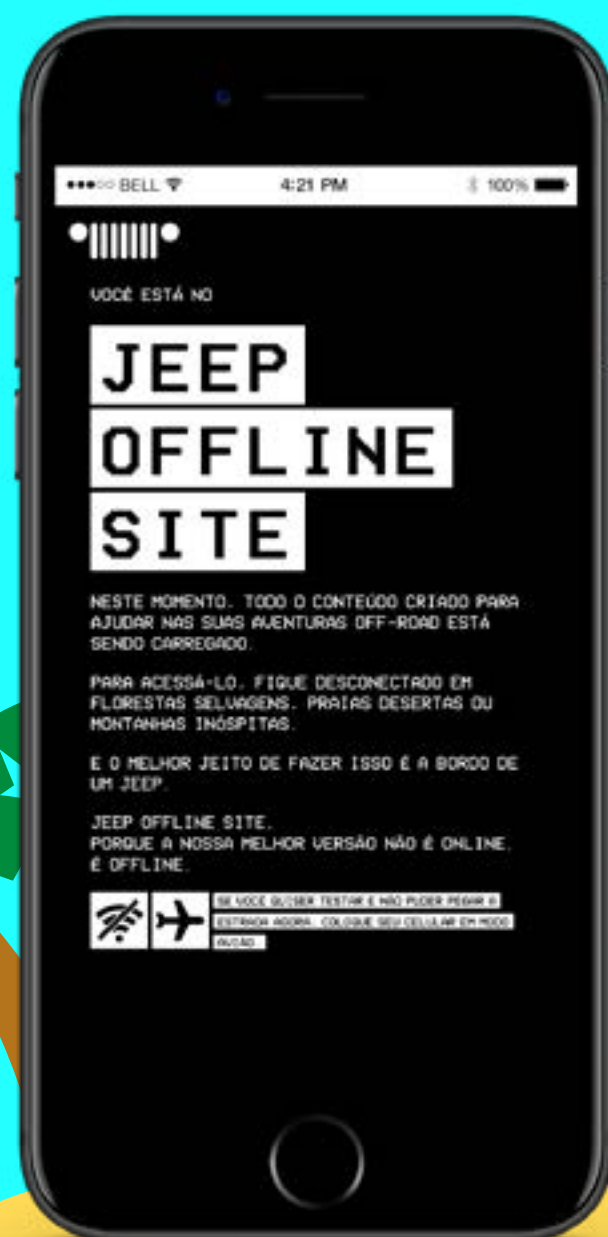 ●●●○○ BELL 4:21 PM 100%
VOCÊ ESTÁ NO
JEEP
OFFLINE
SITE
NESTE MOMENTO, TODO O CONTEÚDO CRIADO PARA
AJUDAR NAS SUAS AVENTURAS OFF-ROAD ESTÁ
SENDO CARREGADO.
PARA ACESSÁ-LO, FIQUE DESCONECTADO EM
FLORESTAS SELVAGENS, PRAIAS DESERTAS OU
MONTANHAS INÓSPITAS.
E O MELHOR JEITO DE FAZER ISSO É A BORDO DE
UM JEEP.
JEEP OFFLINE SITE.
PORQUE A NOSSA MELHOR VERSÃO NÃO É ONLINE.
É OFFLINE.
SE VOCÊ QUISER TESTAR E NÃO PUDER PEGAR A
ESTRADA AGORA, COLOQUE SEU CELULAR EM MODO
AVIÃO.